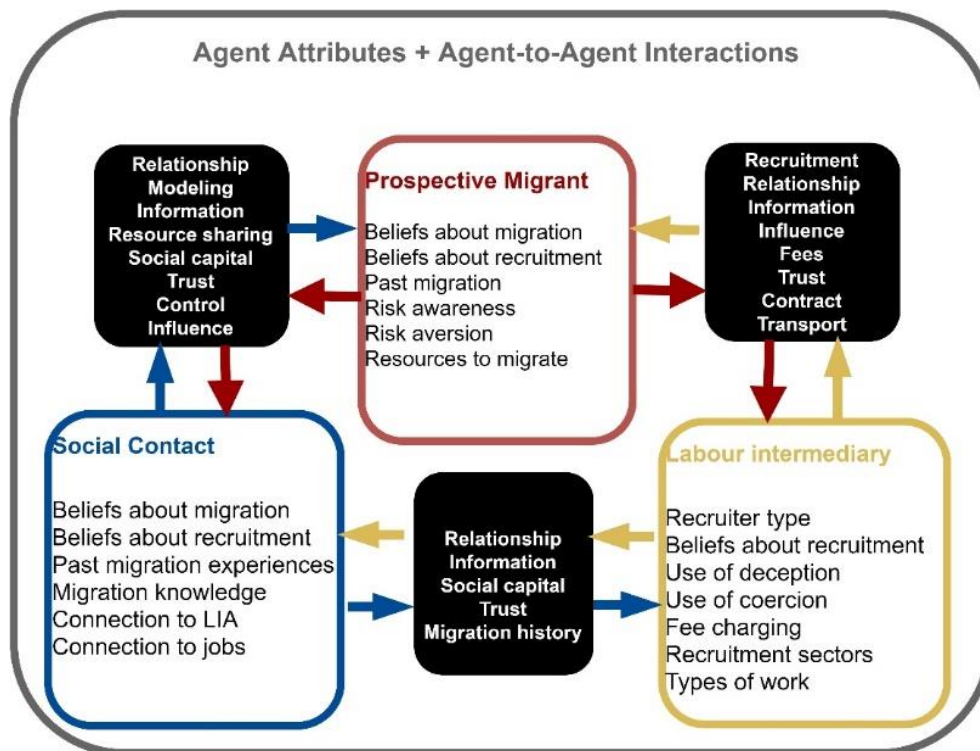 Agent Attributes + Agent-to-Agent Interactions
Relationship
Modeling
Information
Resource sharing
Social capital
Trust
Control
Influence
Prospective Migrant
Beliefs about migration
Beliefs about recruitment
Past migration
Risk awareness
Risk aversion
Resources to migrate
Recruitment
Relationship
Information
Influence
Fees
Trust
Contract
Transport
Social Contact
Beliefs about migration
Beliefs about recruitment
Past migration experiences
Migration knowledge
Connection to LIA
Connection to jobs
Relationship
Information
Social capital
Trust
Migration history
Labour intermediary
Recruiter type
Beliefs about recruitment
Use of deception
Use of coercion
Fee charging
Recruitment sectors
Types of work